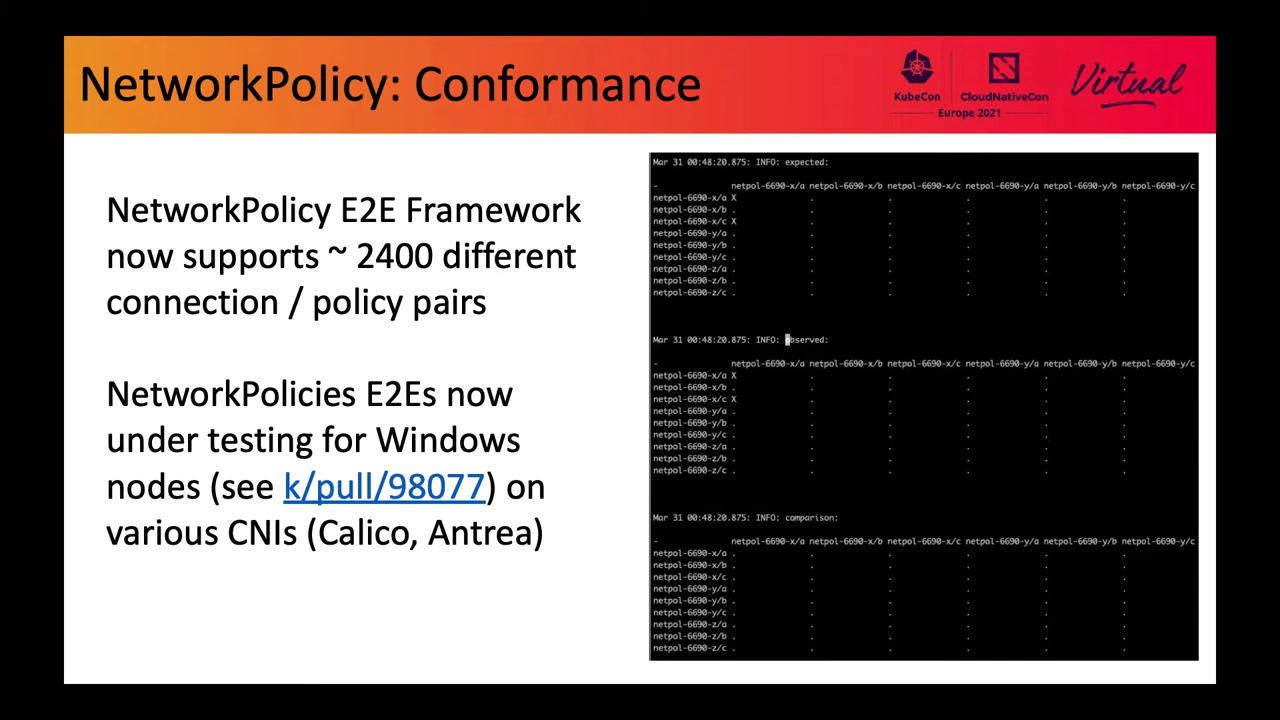 NetworkPolicy: Conformance
KubeCon
CloudNativeCon
Europe 2021
Virtual
NetworkPolicy E2E Framework
now supports ~ 2400 different
connection / policy pairs
NetworkPolicies E2Es now
under testing for Windows
nodes (see k/pull/98077) on
various CNIs (Calico, Antrea)
Mar 31 00:48:20.875: INFO: expected:
- netpol-6690-x/a netpol-6690-x/b netpol-6690-x/c netpol-6690-y/a netpol-6690-y/b netpol-6690-y/c
netpol-6690-x/a X . . . . .
netpol-6690-x/b . . . . . .
netpol-6690-x/c X . . . . .
netpol-6690-y/a . . . . . .
netpol-6690-y/b . . . . . .
netpol-6690-y/c . . . . . .
netpol-6690-z/a . . . . . .
netpol-6690-z/b . . . . . .
netpol-6690-z/c . . . . . .
Mar 31 00:48:20.875: INFO: observed:
- netpol-6690-x/a netpol-6690-x/b netpol-6690-x/c netpol-6690-y/a netpol-6690-y/b netpol-6690-y/c
netpol-6690-x/a X . . . . .
netpol-6690-x/b . . . . . .
netpol-6690-x/c X . . . . .
netpol-6690-y/a . . . . . .
netpol-6690-y/b . . . . . .
netpol-6690-y/c . . . . . .
netpol-6690-z/a . . . . . .
netpol-6690-z/b . . . . . .
netpol-6690-z/c . . . . . .
Mar 31 00:48:20.875: INFO: comparison:
- netpol-6690-x/a netpol-6690-x/b netpol-6690-x/c netpol-6690-y/a netpol-6690-y/b netpol-6690-y/c
netpol-6690-x/a . . . . . .
netpol-6690-x/b . . . . . .
netpol-6690-x/c . . . . . .
netpol-6690-y/a . . . . . .
netpol-6690-y/b . . . . . .
netpol-6690-y/c . . . . . .
netpol-6690-z/a . . . . . .
netpol-6690-z/b . . . . . .
netpol-6690-z/c . . . . . .